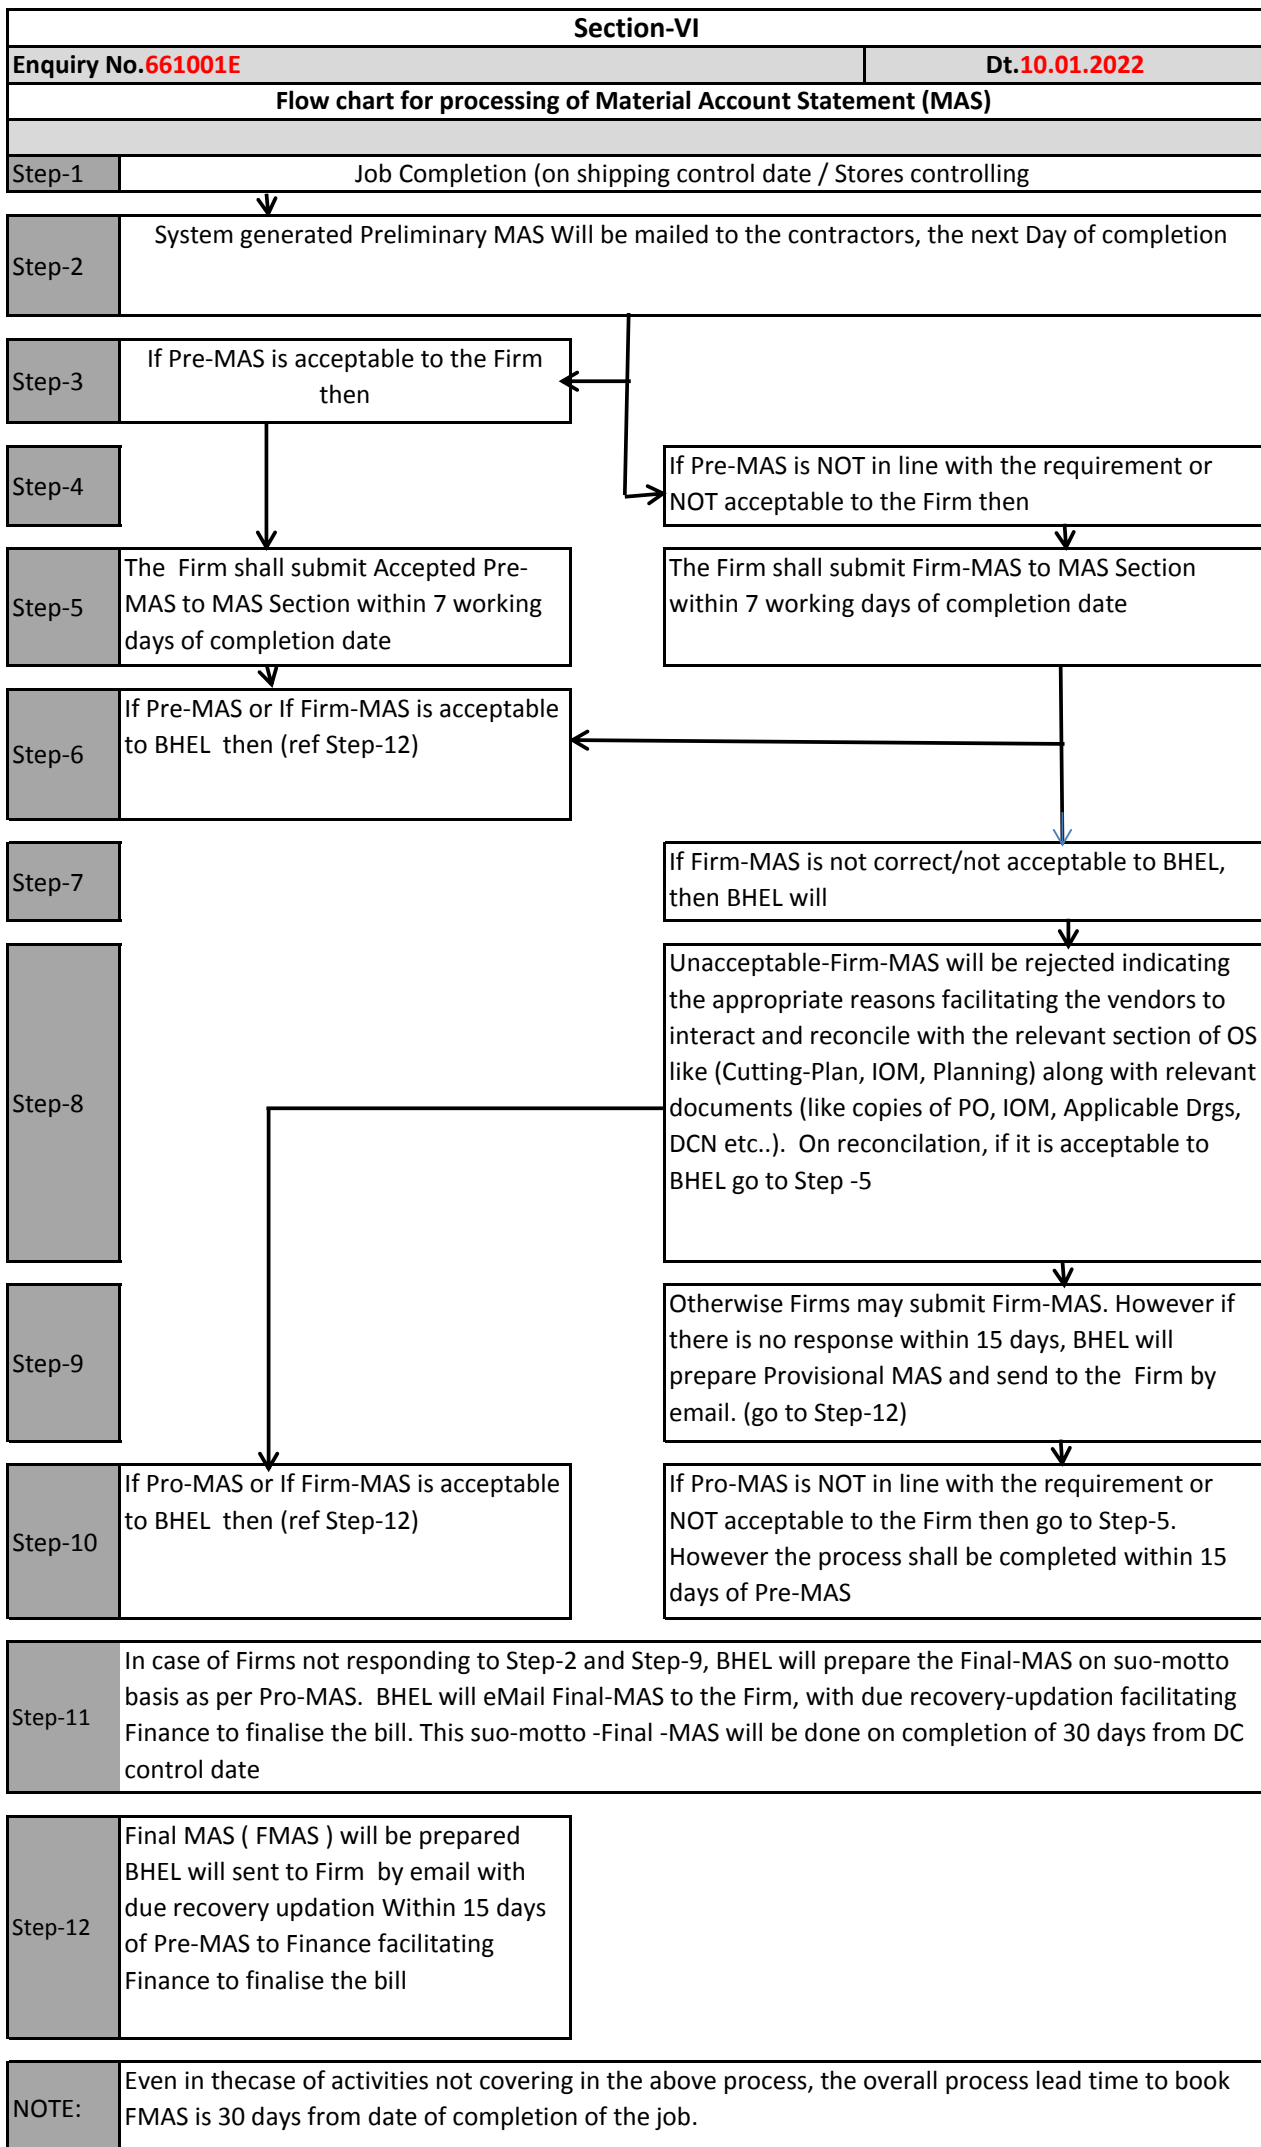 Section-VI
Enquiry No.661001E
Dt.10.01.2022
Flow chart for processing of Material Account Statement (MAS)
Step-1
Job Completion (on shipping control date / Stores controlling
Step-2
System generated Preliminary MAS Will be mailed to the contractors, the next Day of completion
Step-3
If Pre-MAS is acceptable to the Firm
then
Step-4
If Pre-MAS is NOT in line with the requirement or
NOT acceptable to the Firm then
Step-5
The  Firm shall submit Accepted Pre-
MAS to MAS Section within 7 working
days of completion date
The Firm shall submit Firm-MAS to MAS Section
within 7 working days of completion date
Step-6
If Pre-MAS or If Firm-MAS is acceptable
to BHEL  then (ref Step-12)
Step-7
If Firm-MAS is not correct/not acceptable to BHEL,
then BHEL will
Step-8
Unacceptable-Firm-MAS will be rejected indicating
the appropriate reasons facilitating the vendors to
interact and reconcile with the relevant section of OS
like (Cutting-Plan, IOM, Planning) along with relevant
documents (like copies of PO, IOM, Applicable Drgs,
DCN etc..).  On reconcilation, if it is acceptable to
BHEL go to Step -5
Step-9
Otherwise Firms may submit Firm-MAS. However if
there is no response within 15 days, BHEL will
prepare Provisional MAS and send to the  Firm by
email. (go to Step-12)
Step-10
If Pro-MAS or If Firm-MAS is acceptable
to BHEL  then (ref Step-12)
If Pro-MAS is NOT in line with the requirement or
NOT acceptable to the Firm then go to Step-5.
However the process shall be completed within 15
days of Pre-MAS
Step-11
In case of Firms not responding to Step-2 and Step-9, BHEL will prepare the Final-MAS on suo-motto
basis as per Pro-MAS.  BHEL will eMail Final-MAS to the Firm, with due recovery-updation facilitating
Finance to finalise the bill. This suo-motto -Final -MAS will be done on completion of 30 days from DC
control date
Step-12
Final MAS ( FMAS ) will be prepared
BHEL will sent to Firm  by email with
due recovery updation Within 15 days
of Pre-MAS to Finance facilitating
Finance to finalise the bill
NOTE:
Even in thecase of activities not covering in the above process, the overall process lead time to book
FMAS is 30 days from date of completion of the job.